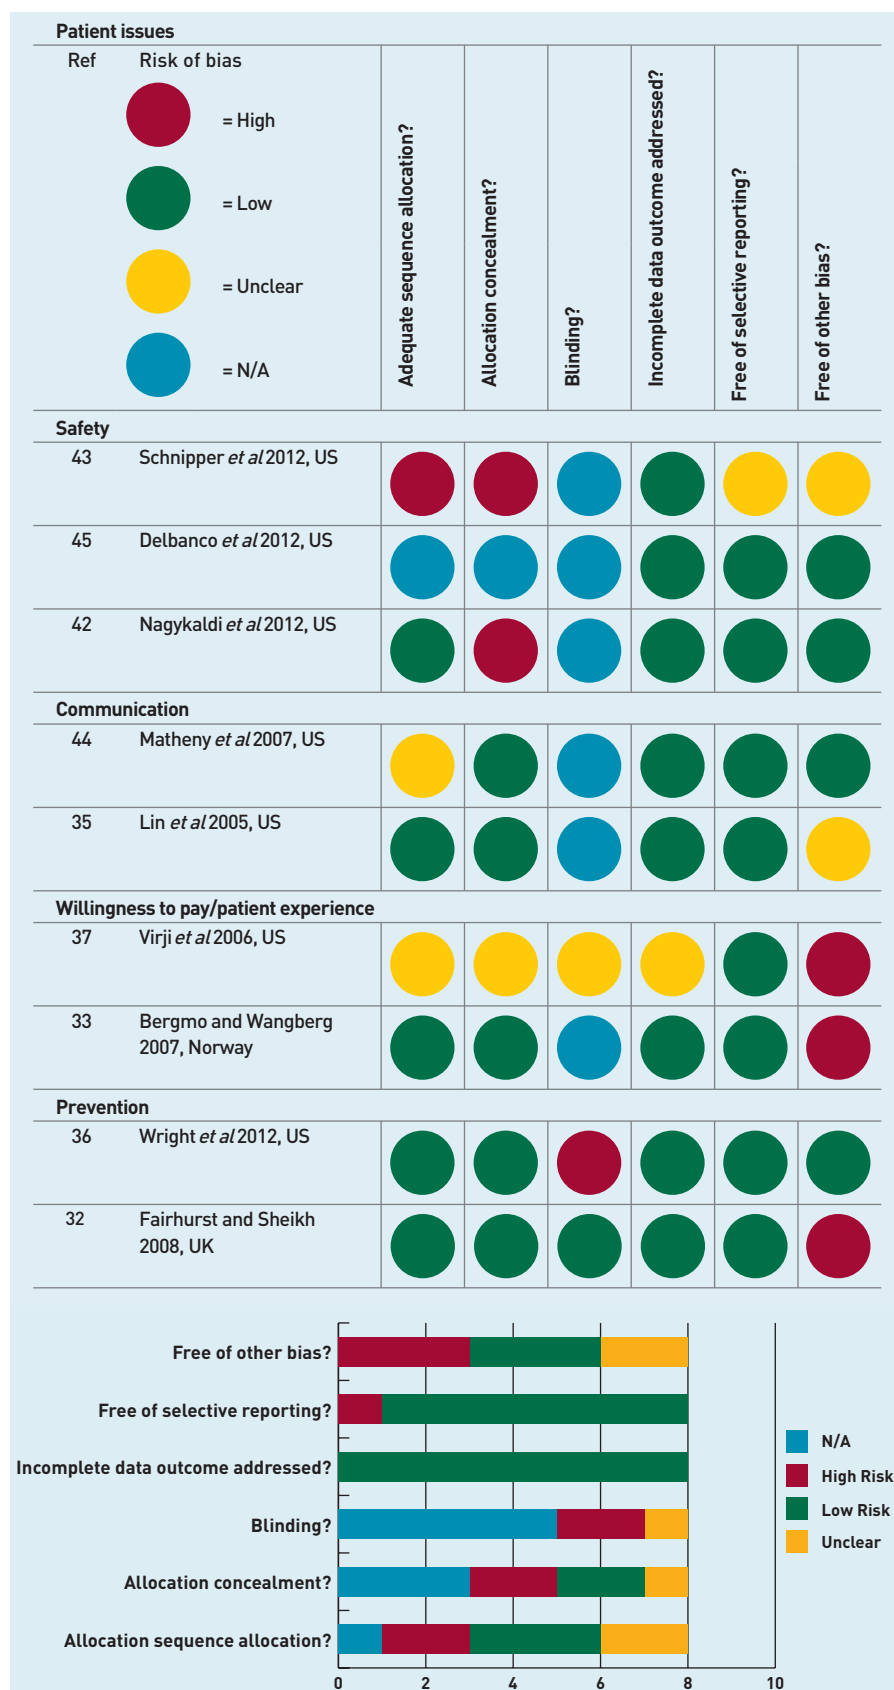 Patient issues
Ref Risk of bias
= High
= Low
= Unclear
= N/A
Adequate sequence allocation?
Allocation concealment?
Blinding?
Incomplete data outcome addressed?
Free of selective reporting?
Free of other bias?
Safety
43 Schnipper et al 2012, US
45 Delbanco et al 2012, US
42 Nagykaldi et al 2012, US
Communication
44 Matheny et al 2007, US
35 Lin et al 2005, US
Willingness to pay/patient experience
37 Virji et al 2006, US
33 Bergmo and Wangberg
2007, Norway
Prevention
36 Wright et al 2012, US
32 Fairhurst and Sheikh
2008, UK
Free of other bias?
Free of selective reporting?
Incomplete data outcome addressed?
Blinding?
Allocation concealment?
Allocation sequence allocation?
0 2 4 6 8 10
N/A
High Risk
Low Risk
Unclear